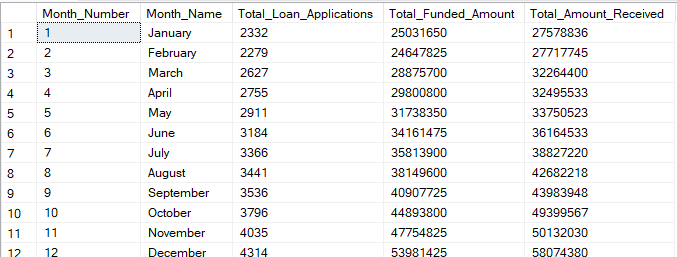 Month_Number Month_Name Total_Loan_Applications Total_Funded_Amount Total_Amount_Received
1 1 January 2332 25031650 27578836
2 2 February 2279 24647825 27717745
3 3 March 2627 28875700 32264400
4 4 April 2755 29800800 32495533
5 5 May 2911 31738350 33750523
6 6 June 3184 34161475 36164533
7 7 July 3366 35813900 38827220
8 8 August 3441 38149600 42682218
9 9 September 3536 40907725 43983948
10 10 October 3796 44893800 49399567
11 11 November 4035 47754825 50132030
12 12 December 4314 53981425 58074380